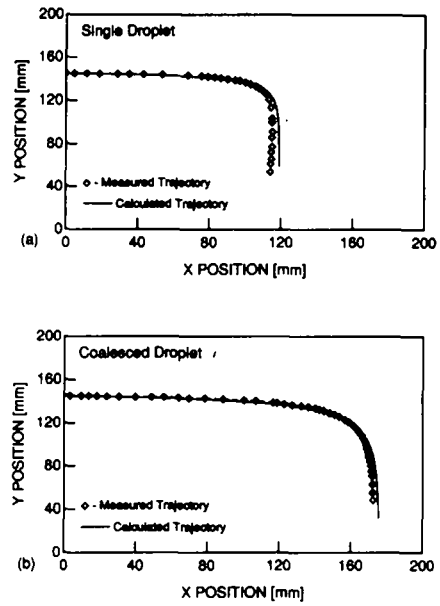 200
Single Droplet
160
120
80
40
0
Y POSITION [mm]
◇ - Measured Trajectory
— Calculated Trajectory
(a)
0 40 80 120 160 200
X POSITION [mm]
200
Coalesced Droplet
160
120
80
40
0
Y POSITION [mm]
◇ - Measured Trajectory
— Calculated Trajectory
(b)
0 40 80 120 160 200
X POSITION [mm]